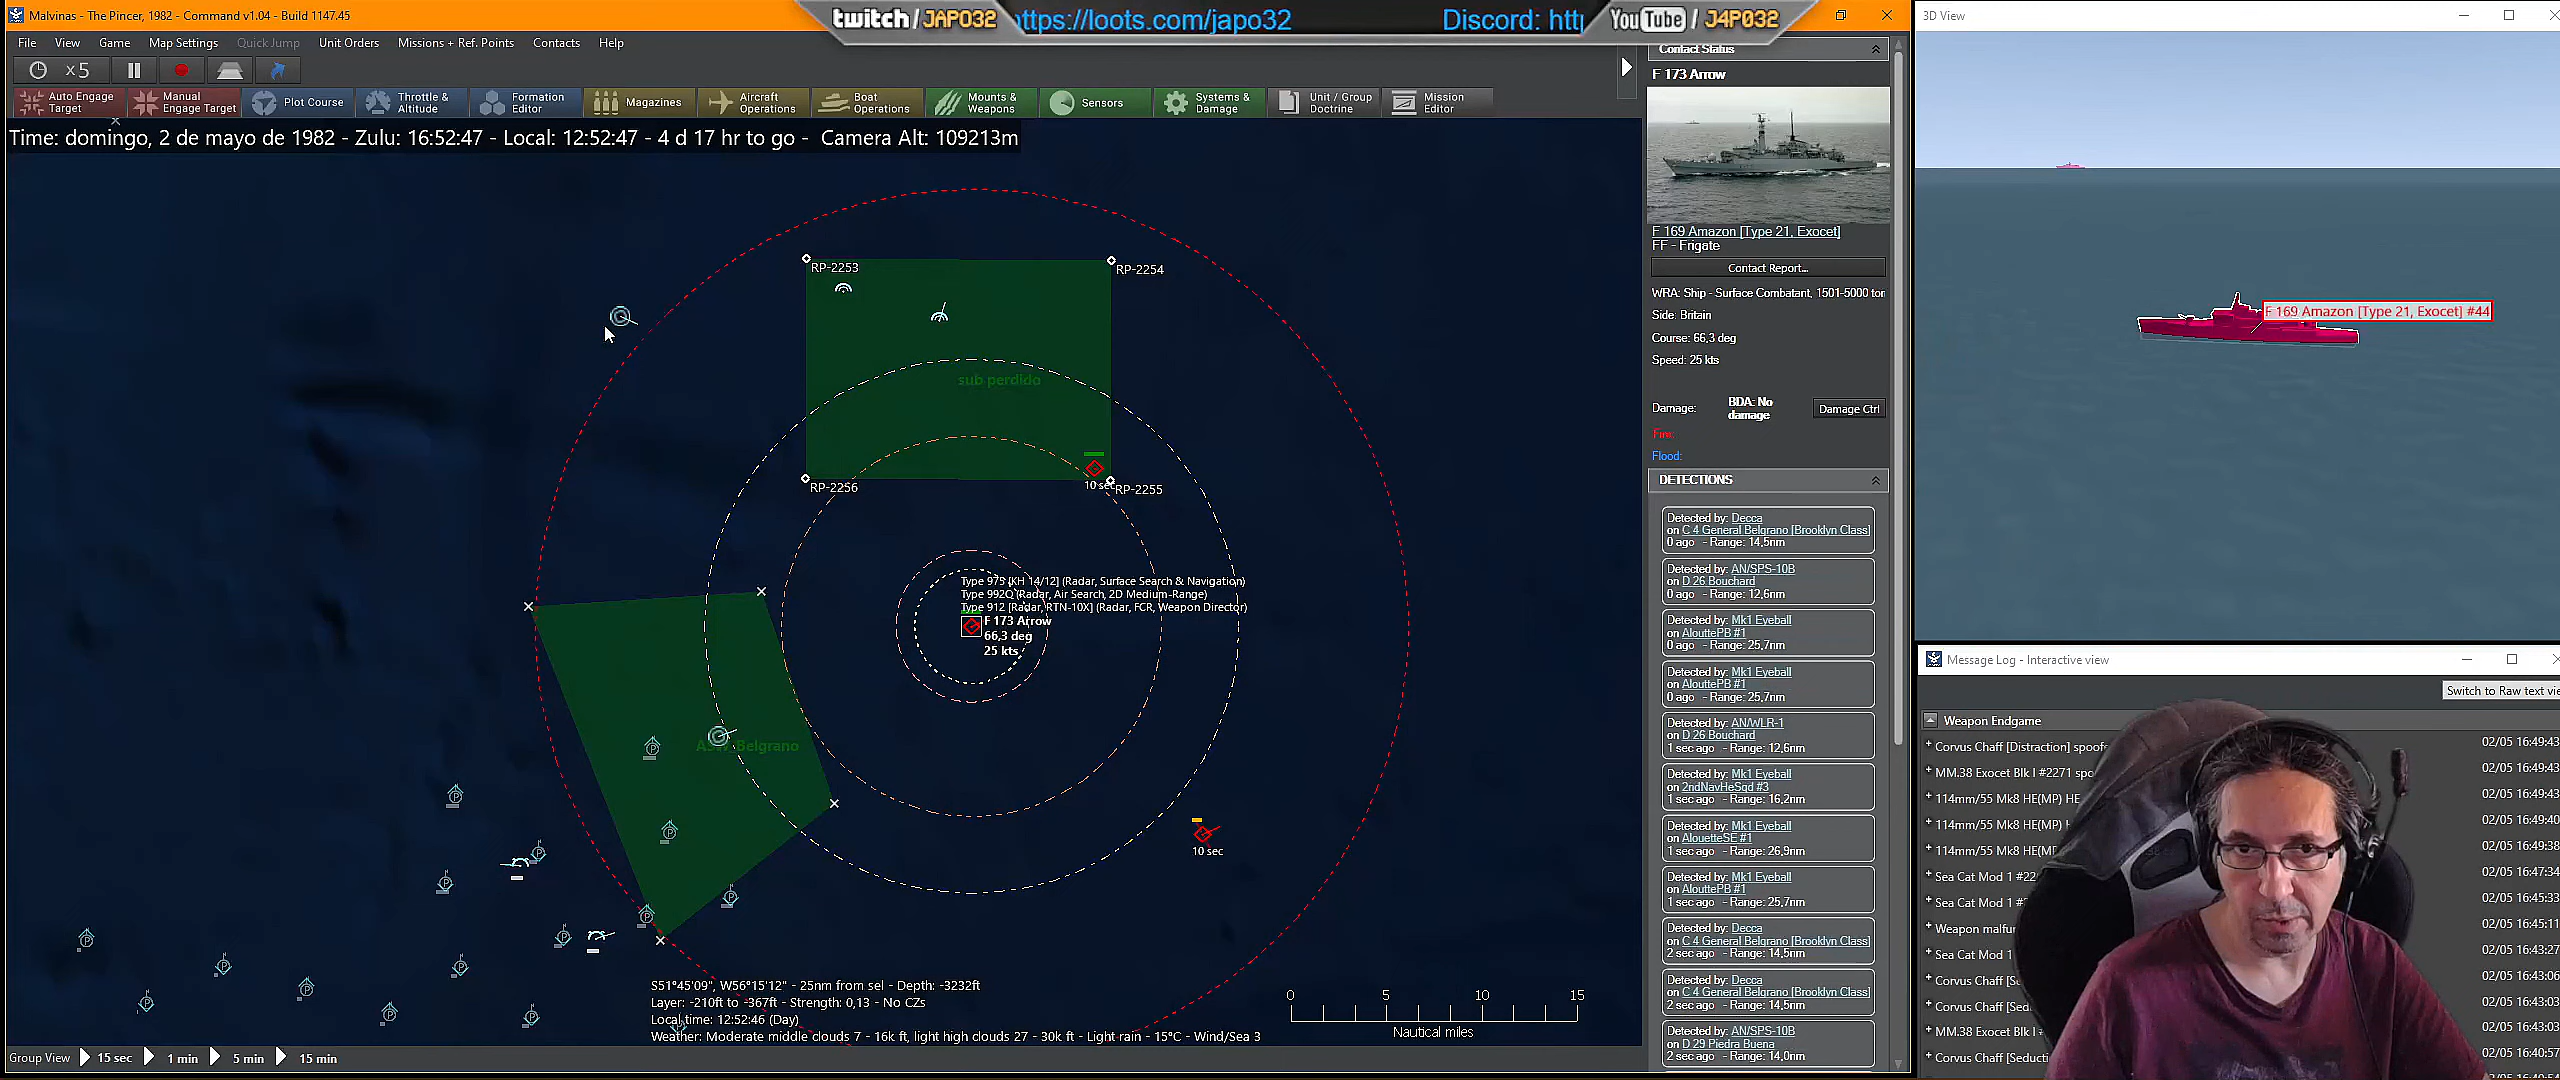 Malvinas - The Pincer, 1982 - Command v1.04 - Build 1147.45
twitch / JAPO32
https://loots.com/japo32
Discord: htt
YouTube / J4P032
3D View
File View Game Map Settings Quick Jump Unit Orders Missions + Ref. Points Contacts Help
x5
Auto Engage Target
Manual Engage Target
Plot Course
Throttle & Altitude
Formation Editor
Magazines
Aircraft Operations
Boat Operations
Mounts & Weapons
Sensors
Systems & Damage
Unit / Group Doctrine
Mission Editor
Time: domingo, 2 de mayo de 1982 - Zulu: 16:52:47 - Local: 12:52:47 - 4 d 17 hr to go - Camera Alt: 109213m
RP-2253
RP-2254
sub perdido
RP-2256
10 sec
RP-2255
Type 975 [KH 14/12] (Radar, Surface Search & Navigation)
Type 992Q (Radar, Air Search, 2D Medium-Range)
Type 912 [Radar, RTN-10X] (Radar, FCR, Weapon Director)
F 173 Arrow
66,3 deg
25 kts
Belgrano
10 sec
S51°45'09", W56°15'12" - 25nm from sel - Depth: -3232ft
Layer: -210ft to -367ft - Strength: 0,13 - No CZs
Local time: 12:52:46 (Day)
Weather: Moderate middle clouds 7 - 16k ft, light high clouds 27 - 30k ft - Light rain - 15°C - Wind/Sea 3
0 5 10 15
Nautical miles
Group View 15 sec 1 min 5 min 15 min
Contact Status
F 173 Arrow
F 169 Amazon [Type 21, Exocet]
FF - Frigate
Contact Report...
WRA: Ship - Surface Combatant, 1501-5000 ton
Side: Britain
Course: 66,3 deg
Speed: 25 kts
Damage:
BDA: No damage
Damage Ctrl
Fire:
Flood:
DETECTIONS
Detected by: Decca
on C 4 General Belgrano [Brooklyn Class]
0 ago - Range: 14,5nm
Detected by: AN/SPS-10B
on D 26 Bouchard
0 ago - Range: 12,6nm
Detected by: Mk1 Eyeball
on AlouttePB #1
0 ago - Range: 25,7nm
Detected by: Mk1 Eyeball
on AlouttePB #1
0 ago - Range: 25,7nm
Detected by: AN/WLR-1
on D 26 Bouchard
1 sec ago - Range: 12,6nm
Detected by: Mk1 Eyeball
on 2ndNavHeSqd #3
1 sec ago - Range: 16,2nm
Detected by: Mk1 Eyeball
on AlouetteSE #1
1 sec ago - Range: 26,9nm
Detected by: Mk1 Eyeball
on AlouttePB #1
1 sec ago - Range: 25,7nm
Detected by: Decca
on C 4 General Belgrano [Brooklyn Class]
2 sec ago - Range: 14,5nm
Detected by: Decca
on C 4 General Belgrano [Brooklyn Class]
2 sec ago - Range: 14,5nm
Detected by: AN/SPS-10B
on D 29 Piedra Buena
2 sec ago - Range: 14,0nm
F 169 Amazon [Type 21, Exocet] #44
Message Log - Interactive view
Switch to Raw text vie
Weapon Endgame
Corvus Chaff [Distraction] spoof 02/05 16:49:43
MM.38 Exocet Blk I #2271 spo 02/05 16:49:43
114mm/55 Mk8 HE(MP) HE 02/05 16:49:43
114mm/55 Mk8 HE(MP) 02/05 16:49:40
114mm/55 Mk8 HE(M 02/05 16:49:38
Sea Cat Mod 1 #22 02/05 16:47:34
Sea Cat Mod 1 # 02/05 16:45:33
Weapon malfu 02/05 16:45:11
Sea Cat Mod 1 02/05 16:43:27
Corvus Chaff [S 02/05 16:43:06
Corvus Chaff [Sed 02/05 16:43:03
MM.38 Exocet Blk I # 02/05 16:43:03
Corvus Chaff [Seducti 02/05 16:40:57